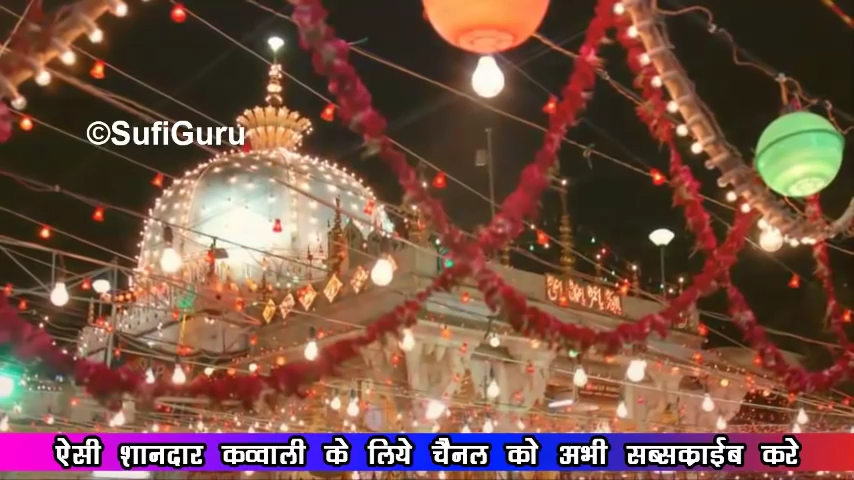 ©SufiGuru
ऐसी शानदार कव्वाली के लिये चैनल को अभी सब्सक्राईब करे